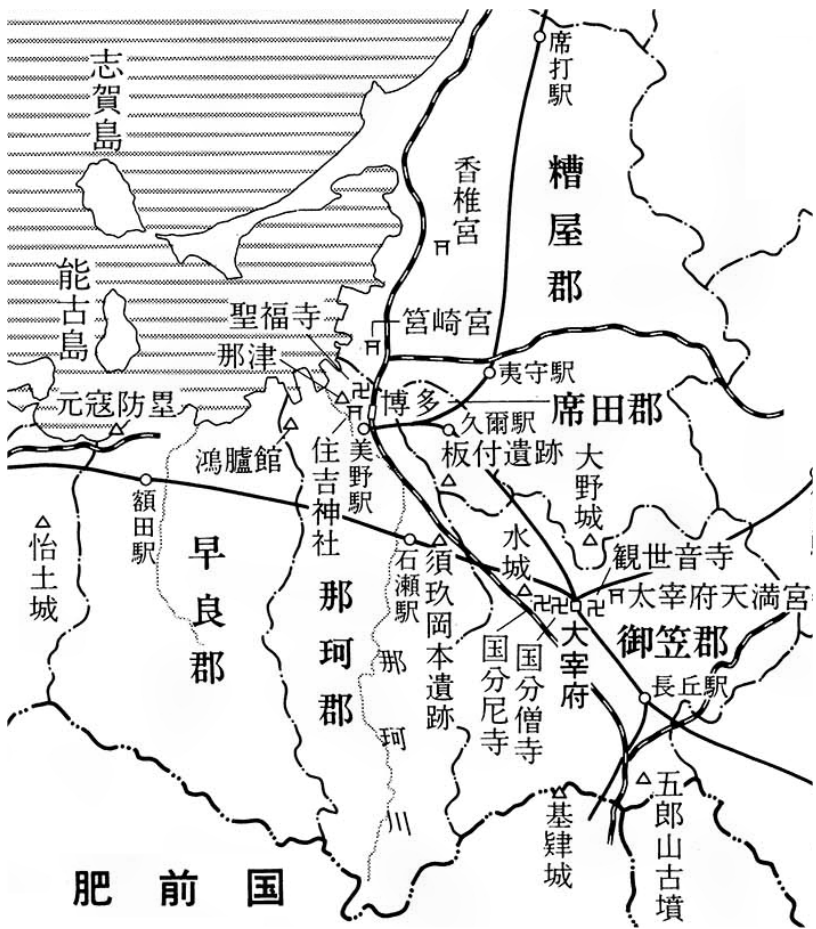 席打駅
志賀島
香椎宮
糟屋郡
能古島
聖福寺
筥崎宮
那津
夷守駅
元寇防塁
博多
席田郡
久爾駅
鴻臚館
住吉神社
美野駅
板付遺跡
大野城
額田駅
怡土城
早良郡
那珂郡
石瀬駅
須玖岡本遺跡
水城
観世音寺
太宰府天満宮
国分尼寺
国分僧寺
大宰府
御笠郡
長丘駅
那珂川
基肄城
五郎山古墳
肥前国